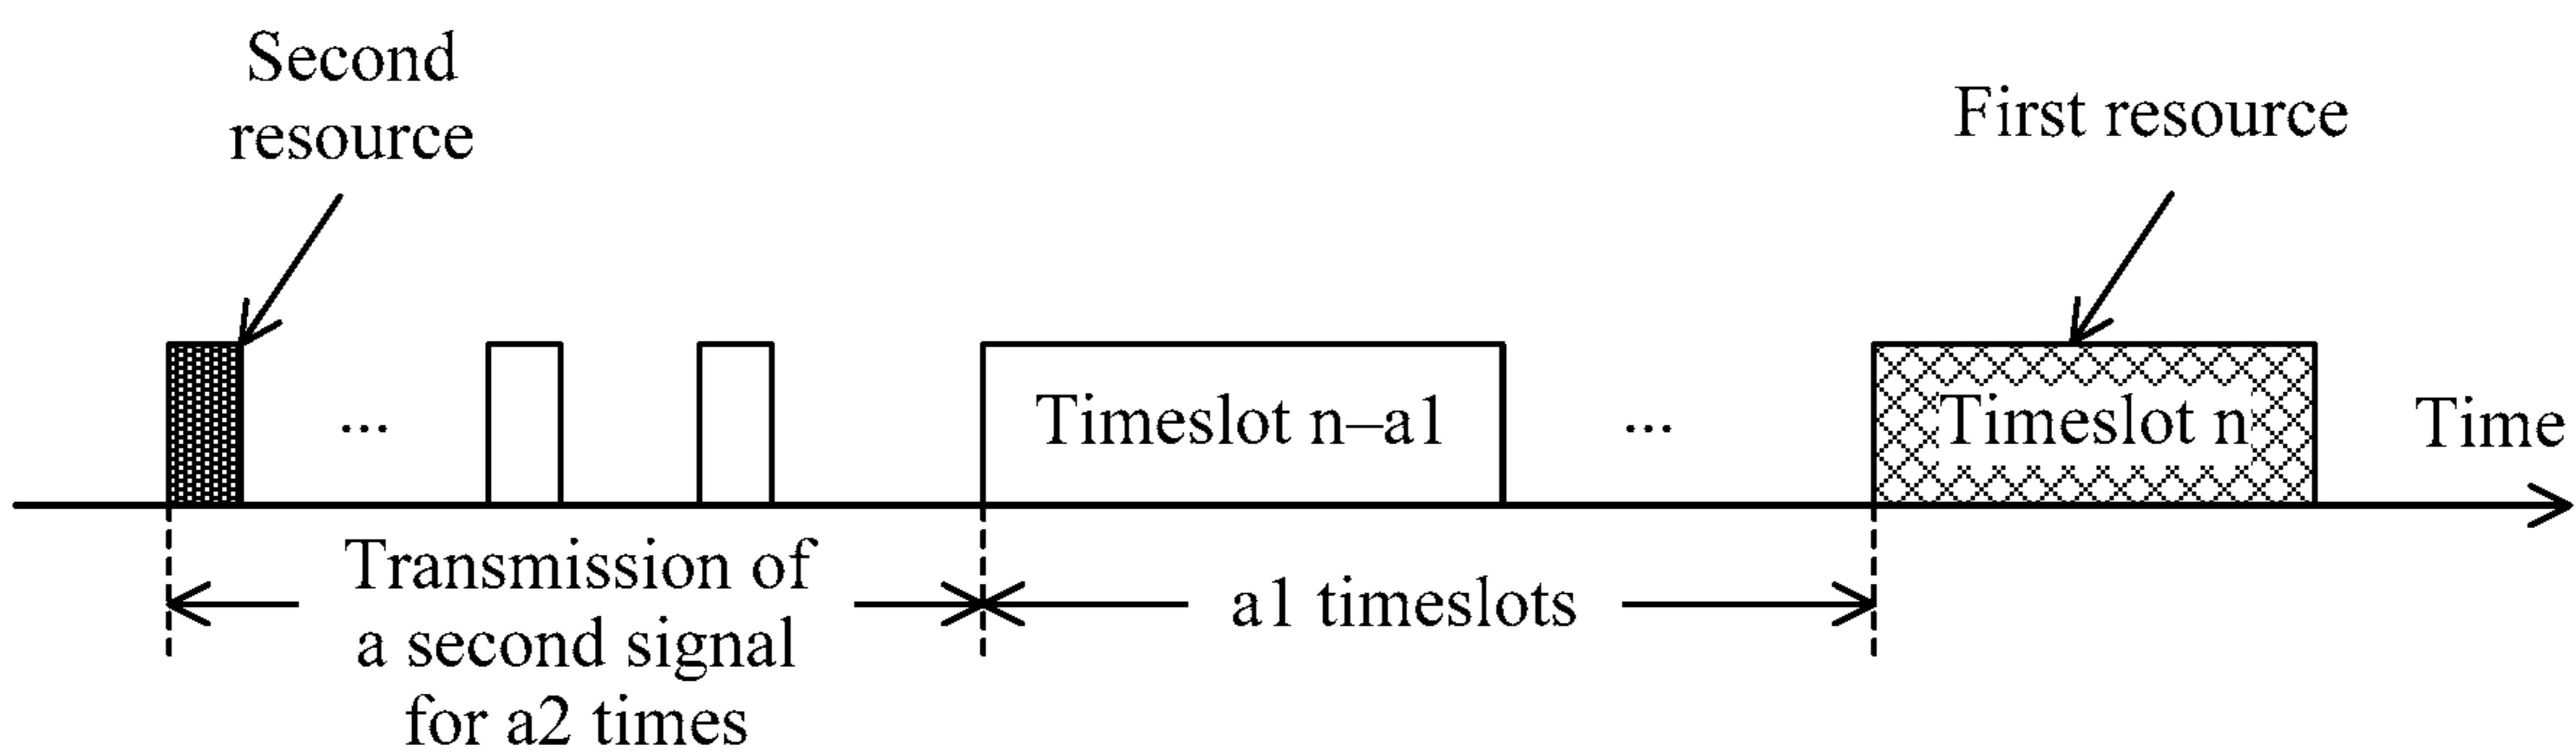 Second
resource
First resource
...
Timeslot n–a1
...
Timeslot n
Time
Transmission of
a second signal
for a2 times
a1 timeslots